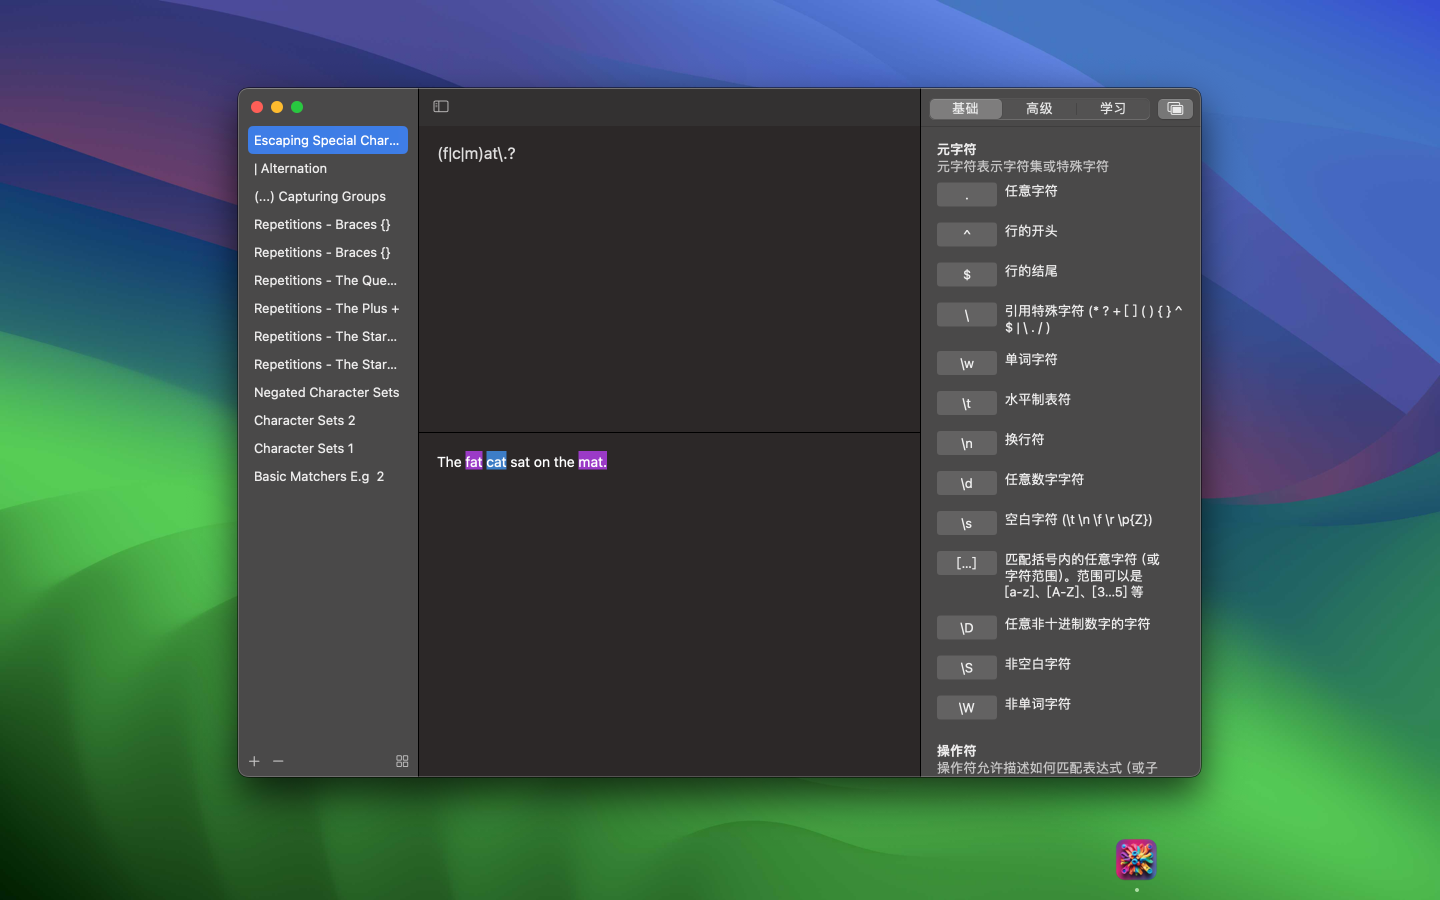 Escaping Special Char...
| Alternation
(...) Capturing Groups
Repetitions - Braces {}
Repetitions - Braces {}
Repetitions - The Que...
Repetitions - The Plus +
Repetitions - The Star...
Repetitions - The Star...
Negated Character Sets
Character Sets 2
Character Sets 1
Basic Matchers E.g  2
(f|c|m)at\.?
The fat cat sat on the mat.
基础 高级 学习
元字符
元字符表示字符集或特殊字符
. 任意字符
^ 行的开头
$ 行的结尾
\ 引用特殊字符 (* ? + [ ] ( ) { } ^
$ | \ . / )
\w 单词字符
\t 水平制表符
\n 换行符
\d 任意数字字符
\s 空白字符 (\t \n \f \r \p{Z})
[...] 匹配括号内的任意字符 (或
字符范围)。范围可以是
[a-z]、[A-Z]、[3...5] 等
\D 任意非十进制数字的字符
\S 非空白字符
\W 非单词字符
操作符
操作符允许描述如何匹配表达式 (或子